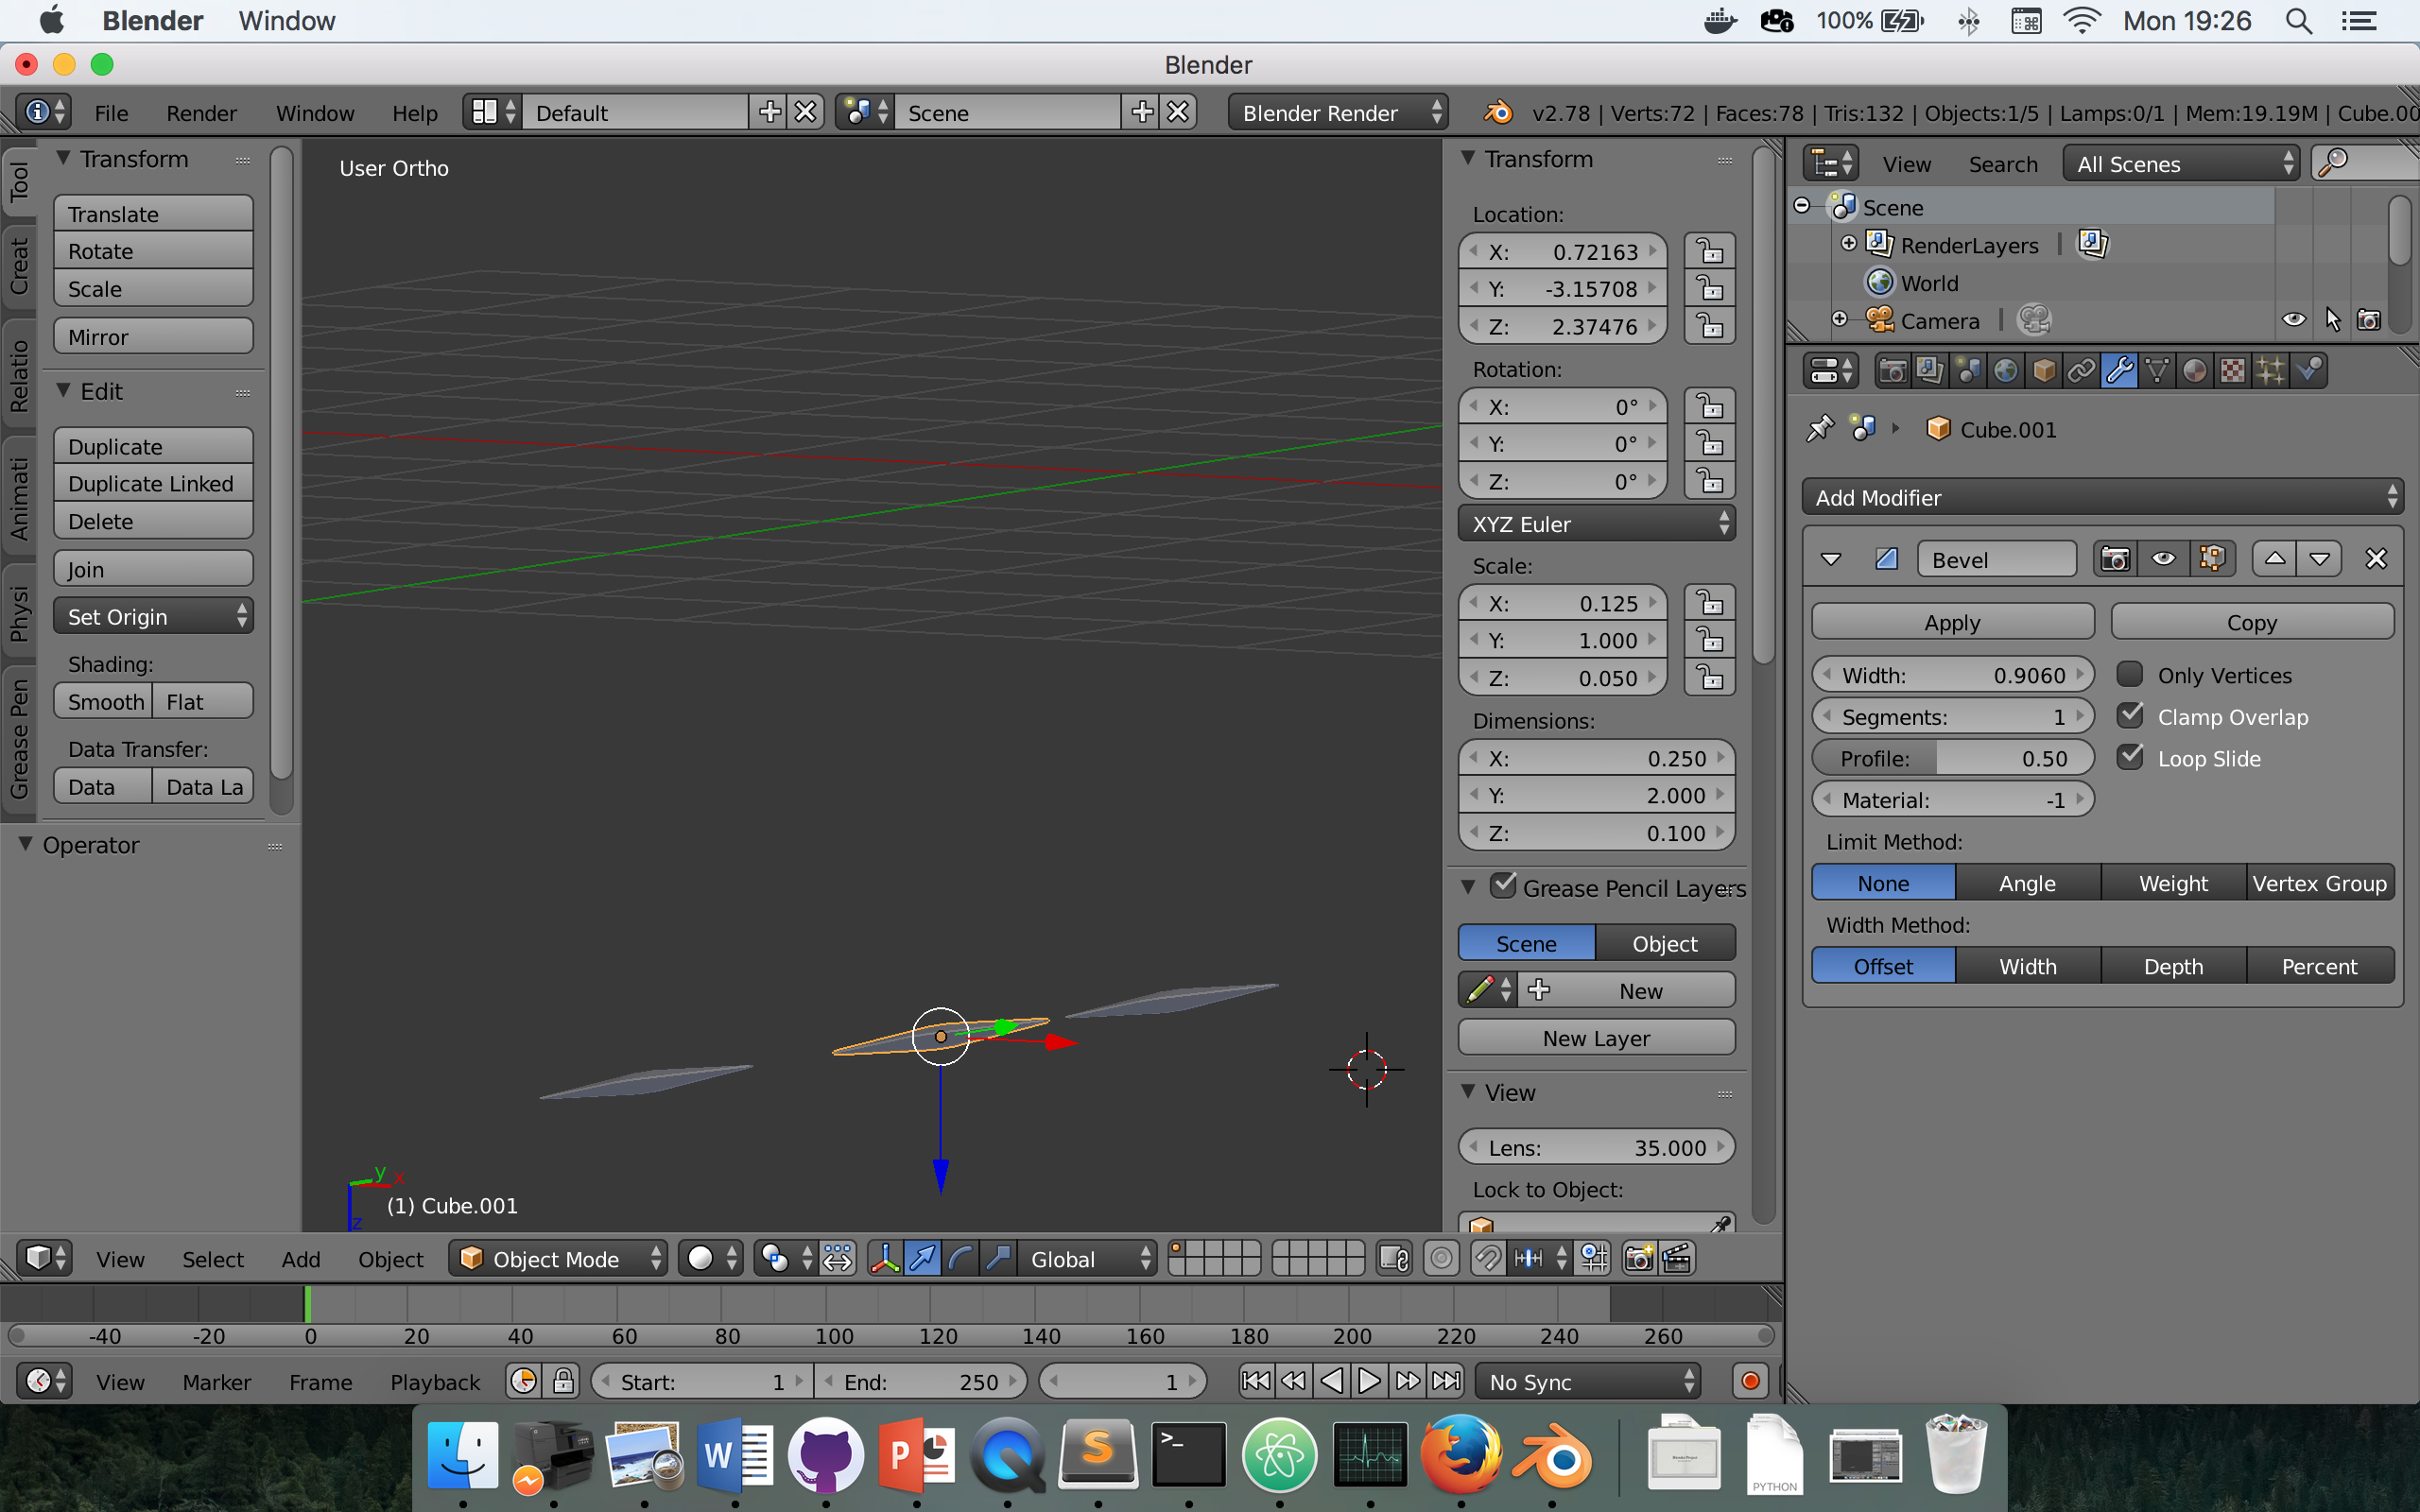 Blender Window 100% Mon 19:26
Blender
File Render Window Help Default Scene Blender Render v2.78 | Verts:72 | Faces:78 | Tris:132 | Objects:1/5 | Lamps:0/1 | Mem:19.19M | Cube.00
Tool
Creat
Relatio
Animati
Physi
Grease Pen
Transform
Translate
Rotate
Scale
Mirror
Edit
Duplicate
Duplicate Linked
Delete
Join
Set Origin
Shading:
Smooth Flat
Data Transfer:
Data Data La
Operator
User Ortho
y x
z
(1) Cube.001
Transform
Location:
X: 0.72163
Y: -3.15708
Z: 2.37476
Rotation:
X: 0°
Y: 0°
Z: 0°
XYZ Euler
Scale:
X: 0.125
Y: 1.000
Z: 0.050
Dimensions:
X: 0.250
Y: 2.000
Z: 0.100
Grease Pencil Layers
Scene Object
New
New Layer
View
Lens: 35.000
Lock to Object:
View Search All Scenes
Scene
RenderLayers |
World
Camera |
Cube.001
Add Modifier
Bevel
Apply Copy
Width: 0.9060 Only Vertices
Segments: 1 Clamp Overlap
Profile: 0.50 Loop Slide
Material: -1
Limit Method:
None Angle Weight Vertex Group
Width Method:
Offset Width Depth Percent
View Select Add Object Object Mode Global
-40 -20 0 20 40 60 80 100 120 140 160 180 200 220 240 260
View Marker Frame Playback Start: 1 End: 250 1 No Sync
W P S >_ PYTHON